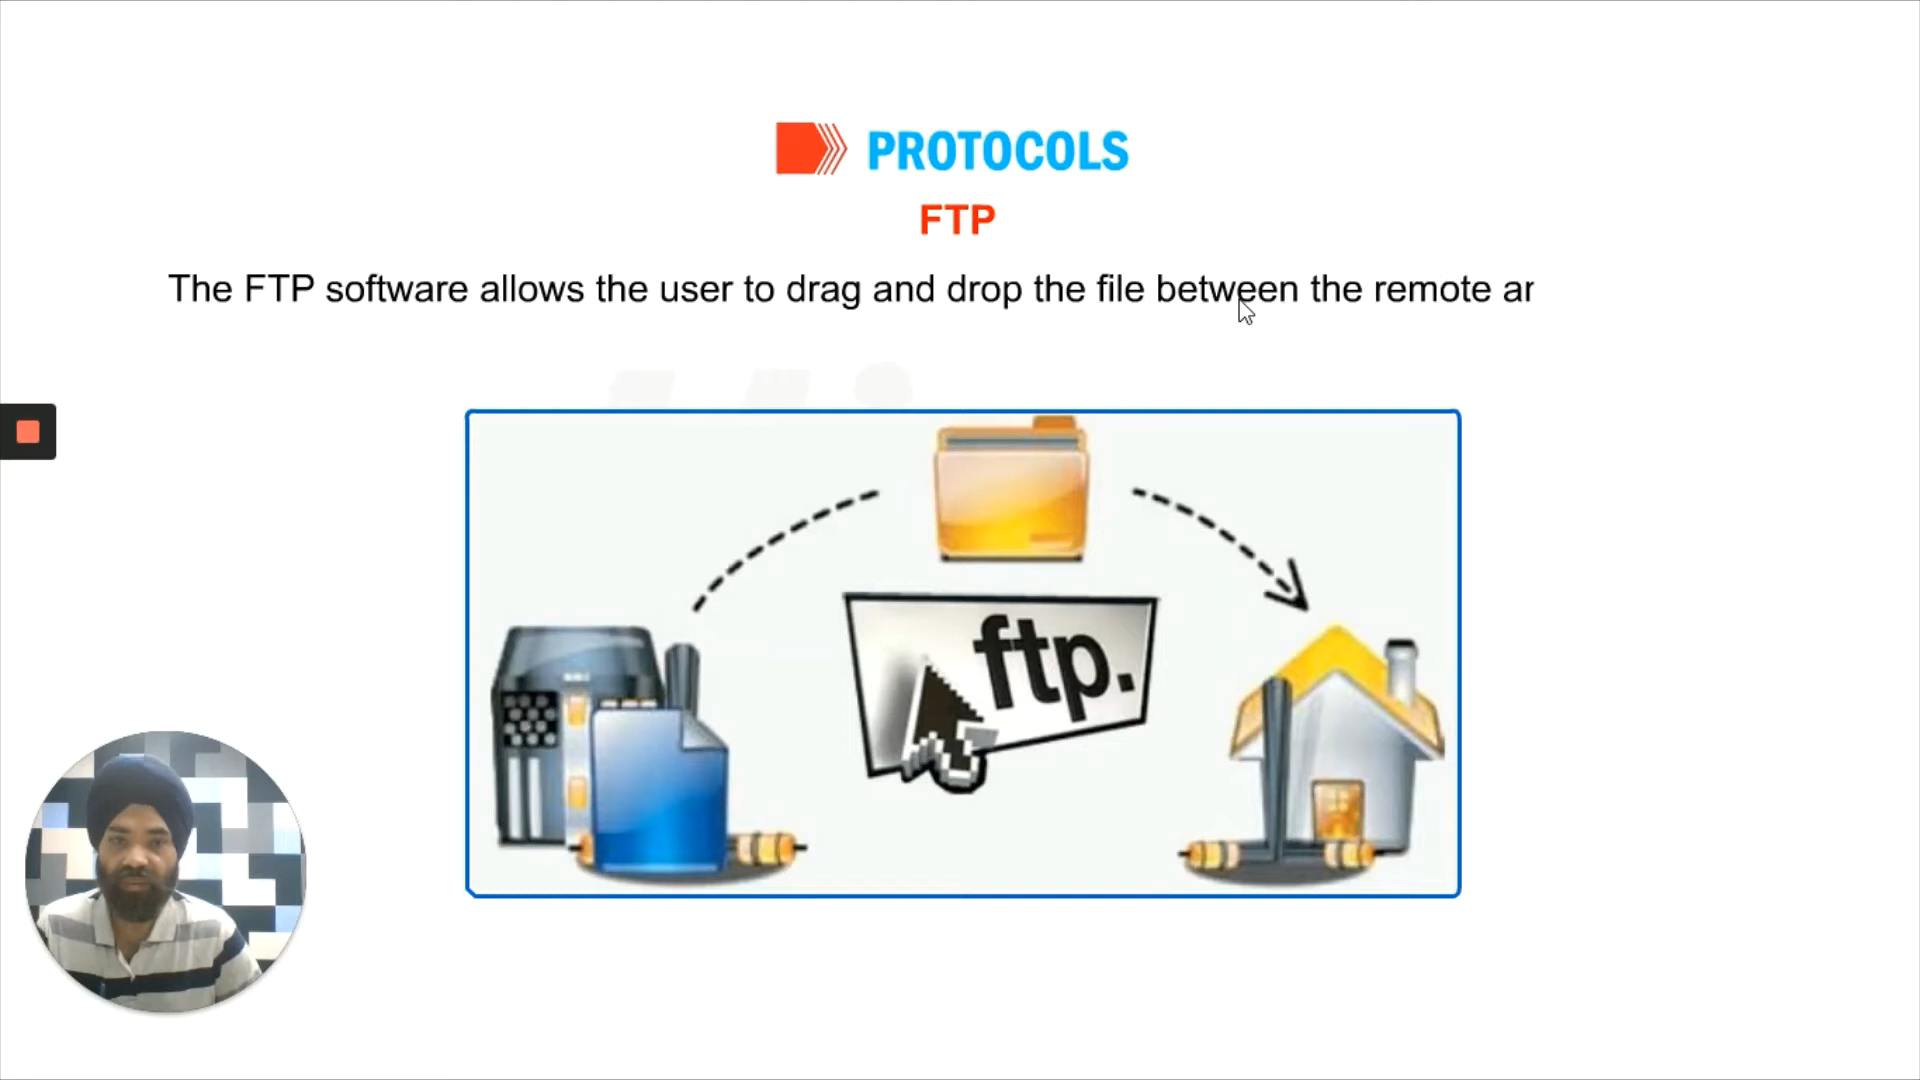 PROTOCOLS
FTP
The FTP software allows the user to drag and drop the file between the remote ar
ftp.